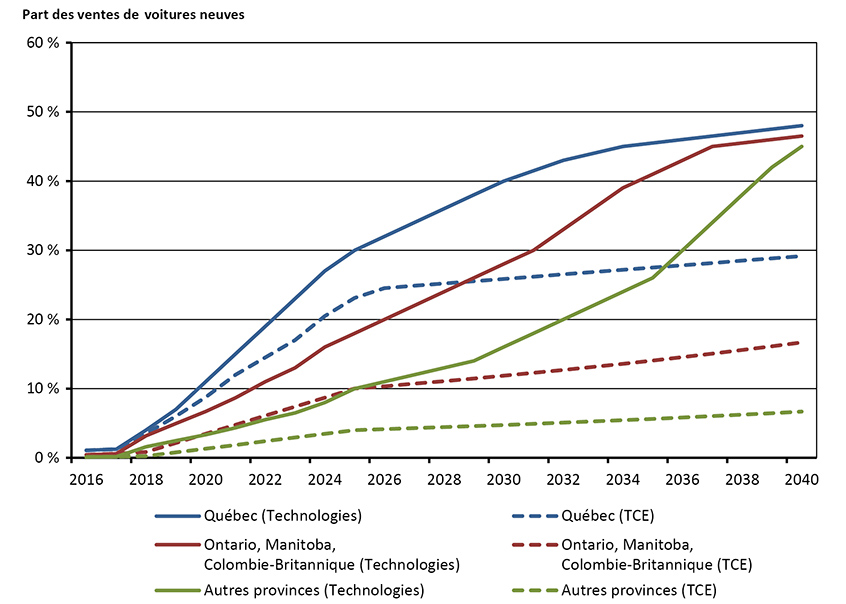 Part des ventes de voitures neuves
60 %
50 %
40 %
30 %
20 %
10 %
0 %
2016 2018 2020 2022 2024 2026 2028 2030 2032 2034 2036 2038 2040
Québec (Technologies) Québec (TCE)
Ontario, Manitoba, Ontario, Manitoba,
Colombie-Britannique (Technologies) Colombie-Britannique (TCE)
Autres provinces (Technologies) Autres provinces (TCE)